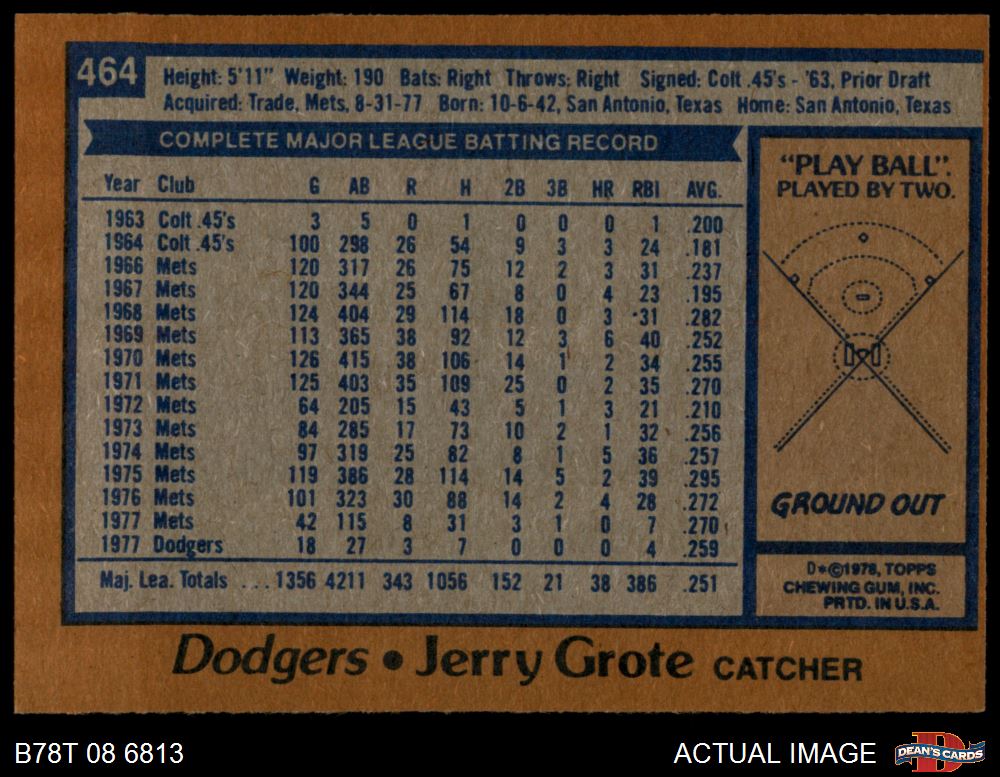 464
Height: 5'11" Weight: 190 Bats: Right Throws: Right Signed: Colt .45's - '63, Prior Draft
Acquired: Trade, Mets, 8-31-77 Born: 10-6-42, San Antonio, Texas Home: San Antonio, Texas
COMPLETE MAJOR LEAGUE BATTING RECORD
Year Club G AB R H 2B 3B HR RBI AVG.
1963 Colt .45's 3 5 0 1 0 0 0 1 .200
1964 Colt .45's 100 298 26 54 9 3 3 24 .181
1966 Mets 120 317 26 75 12 2 3 31 .237
1967 Mets 120 344 25 67 8 0 4 23 .195
1968 Mets 124 404 29 114 18 0 3 31 .282
1969 Mets 113 365 38 92 12 3 6 40 .252
1970 Mets 126 415 38 106 14 1 2 34 .255
1971 Mets 125 403 35 109 25 0 2 35 .270
1972 Mets 64 205 15 43 5 1 3 21 .210
1973 Mets 84 285 17 73 10 2 1 32 .256
1974 Mets 97 319 25 82 8 1 5 36 .257
1975 Mets 119 386 28 114 14 5 2 39 .295
1976 Mets 101 323 30 88 14 2 4 28 .272
1977 Mets 42 115 8 31 3 1 0 7 .270
1977 Dodgers 18 27 3 7 0 0 0 4 .259
Maj. Lea. Totals ... 1356 4211 343 1056 152 21 38 386 .251
"PLAY BALL".
PLAYED BY TWO.
GROUND OUT
D*©1978, TOPPS
CHEWING GUM, INC.
PRTD. IN U.S.A.
Dodgers • Jerry Grote CATCHER
B78T 08 6813
ACTUAL IMAGE
DEAN'S CARDS